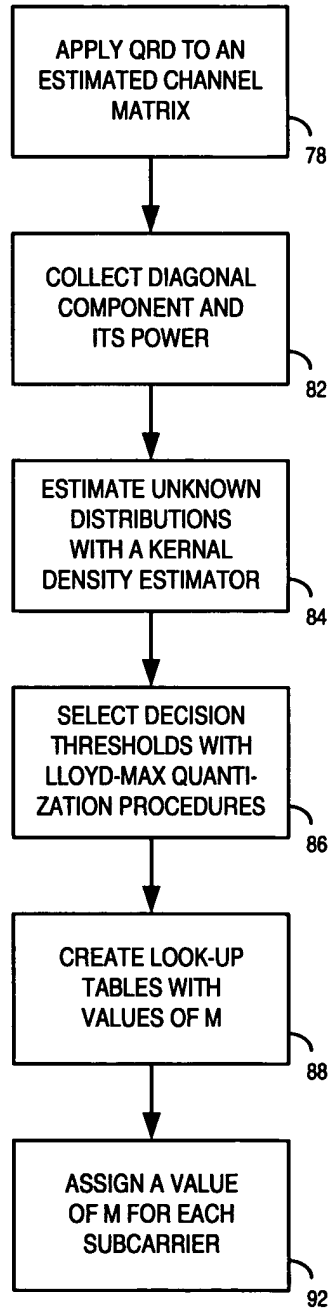 APPLY QRD TO AN
ESTIMATED CHANNEL
MATRIX
78
COLLECT DIAGONAL
COMPONENT AND
ITS POWER
82
ESTIMATE UNKNOWN
DISTRIBUTIONS
WITH A KERNAL
DENSITY ESTIMATOR
84
SELECT DECISION
THRESHOLDS WITH
LLOYD-MAX QUANTI-
ZATION PROCEDURES
86
CREATE LOOK-UP
TABLES WITH
VALUES OF M
88
ASSIGN A VALUE
OF M FOR EACH
SUBCARRIER
92